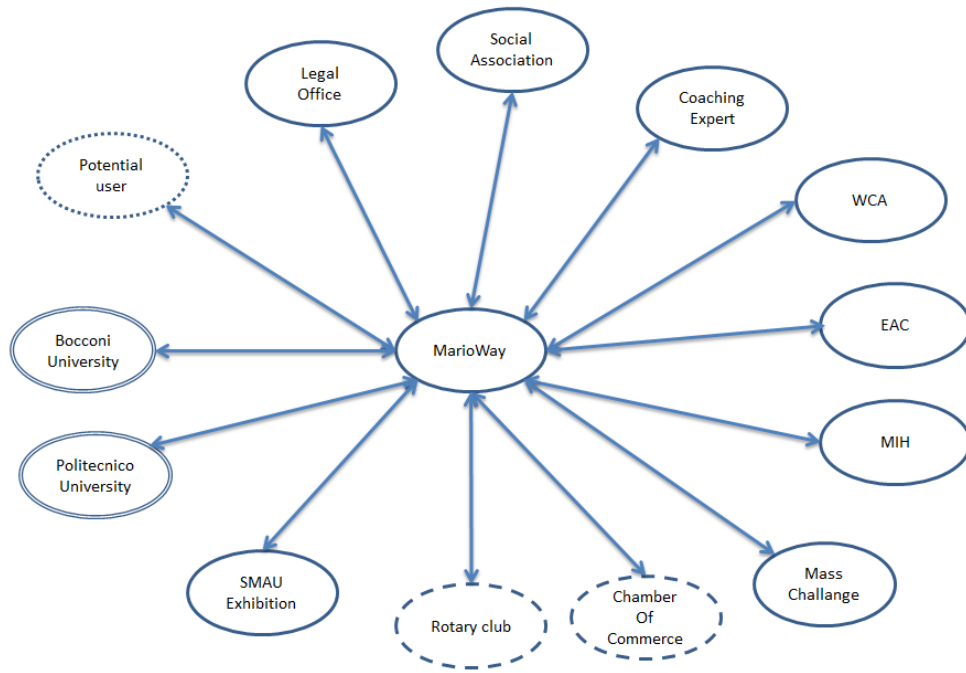 Social
Association
Legal
Office
Coaching
Expert
Potential
user
WCA
EAC
Bocconi
University
MarioWay
MIH
Politecnico
University
SMAU
Exhibition
Mass
Challange
Chamber
Of
Commerce
Rotary club